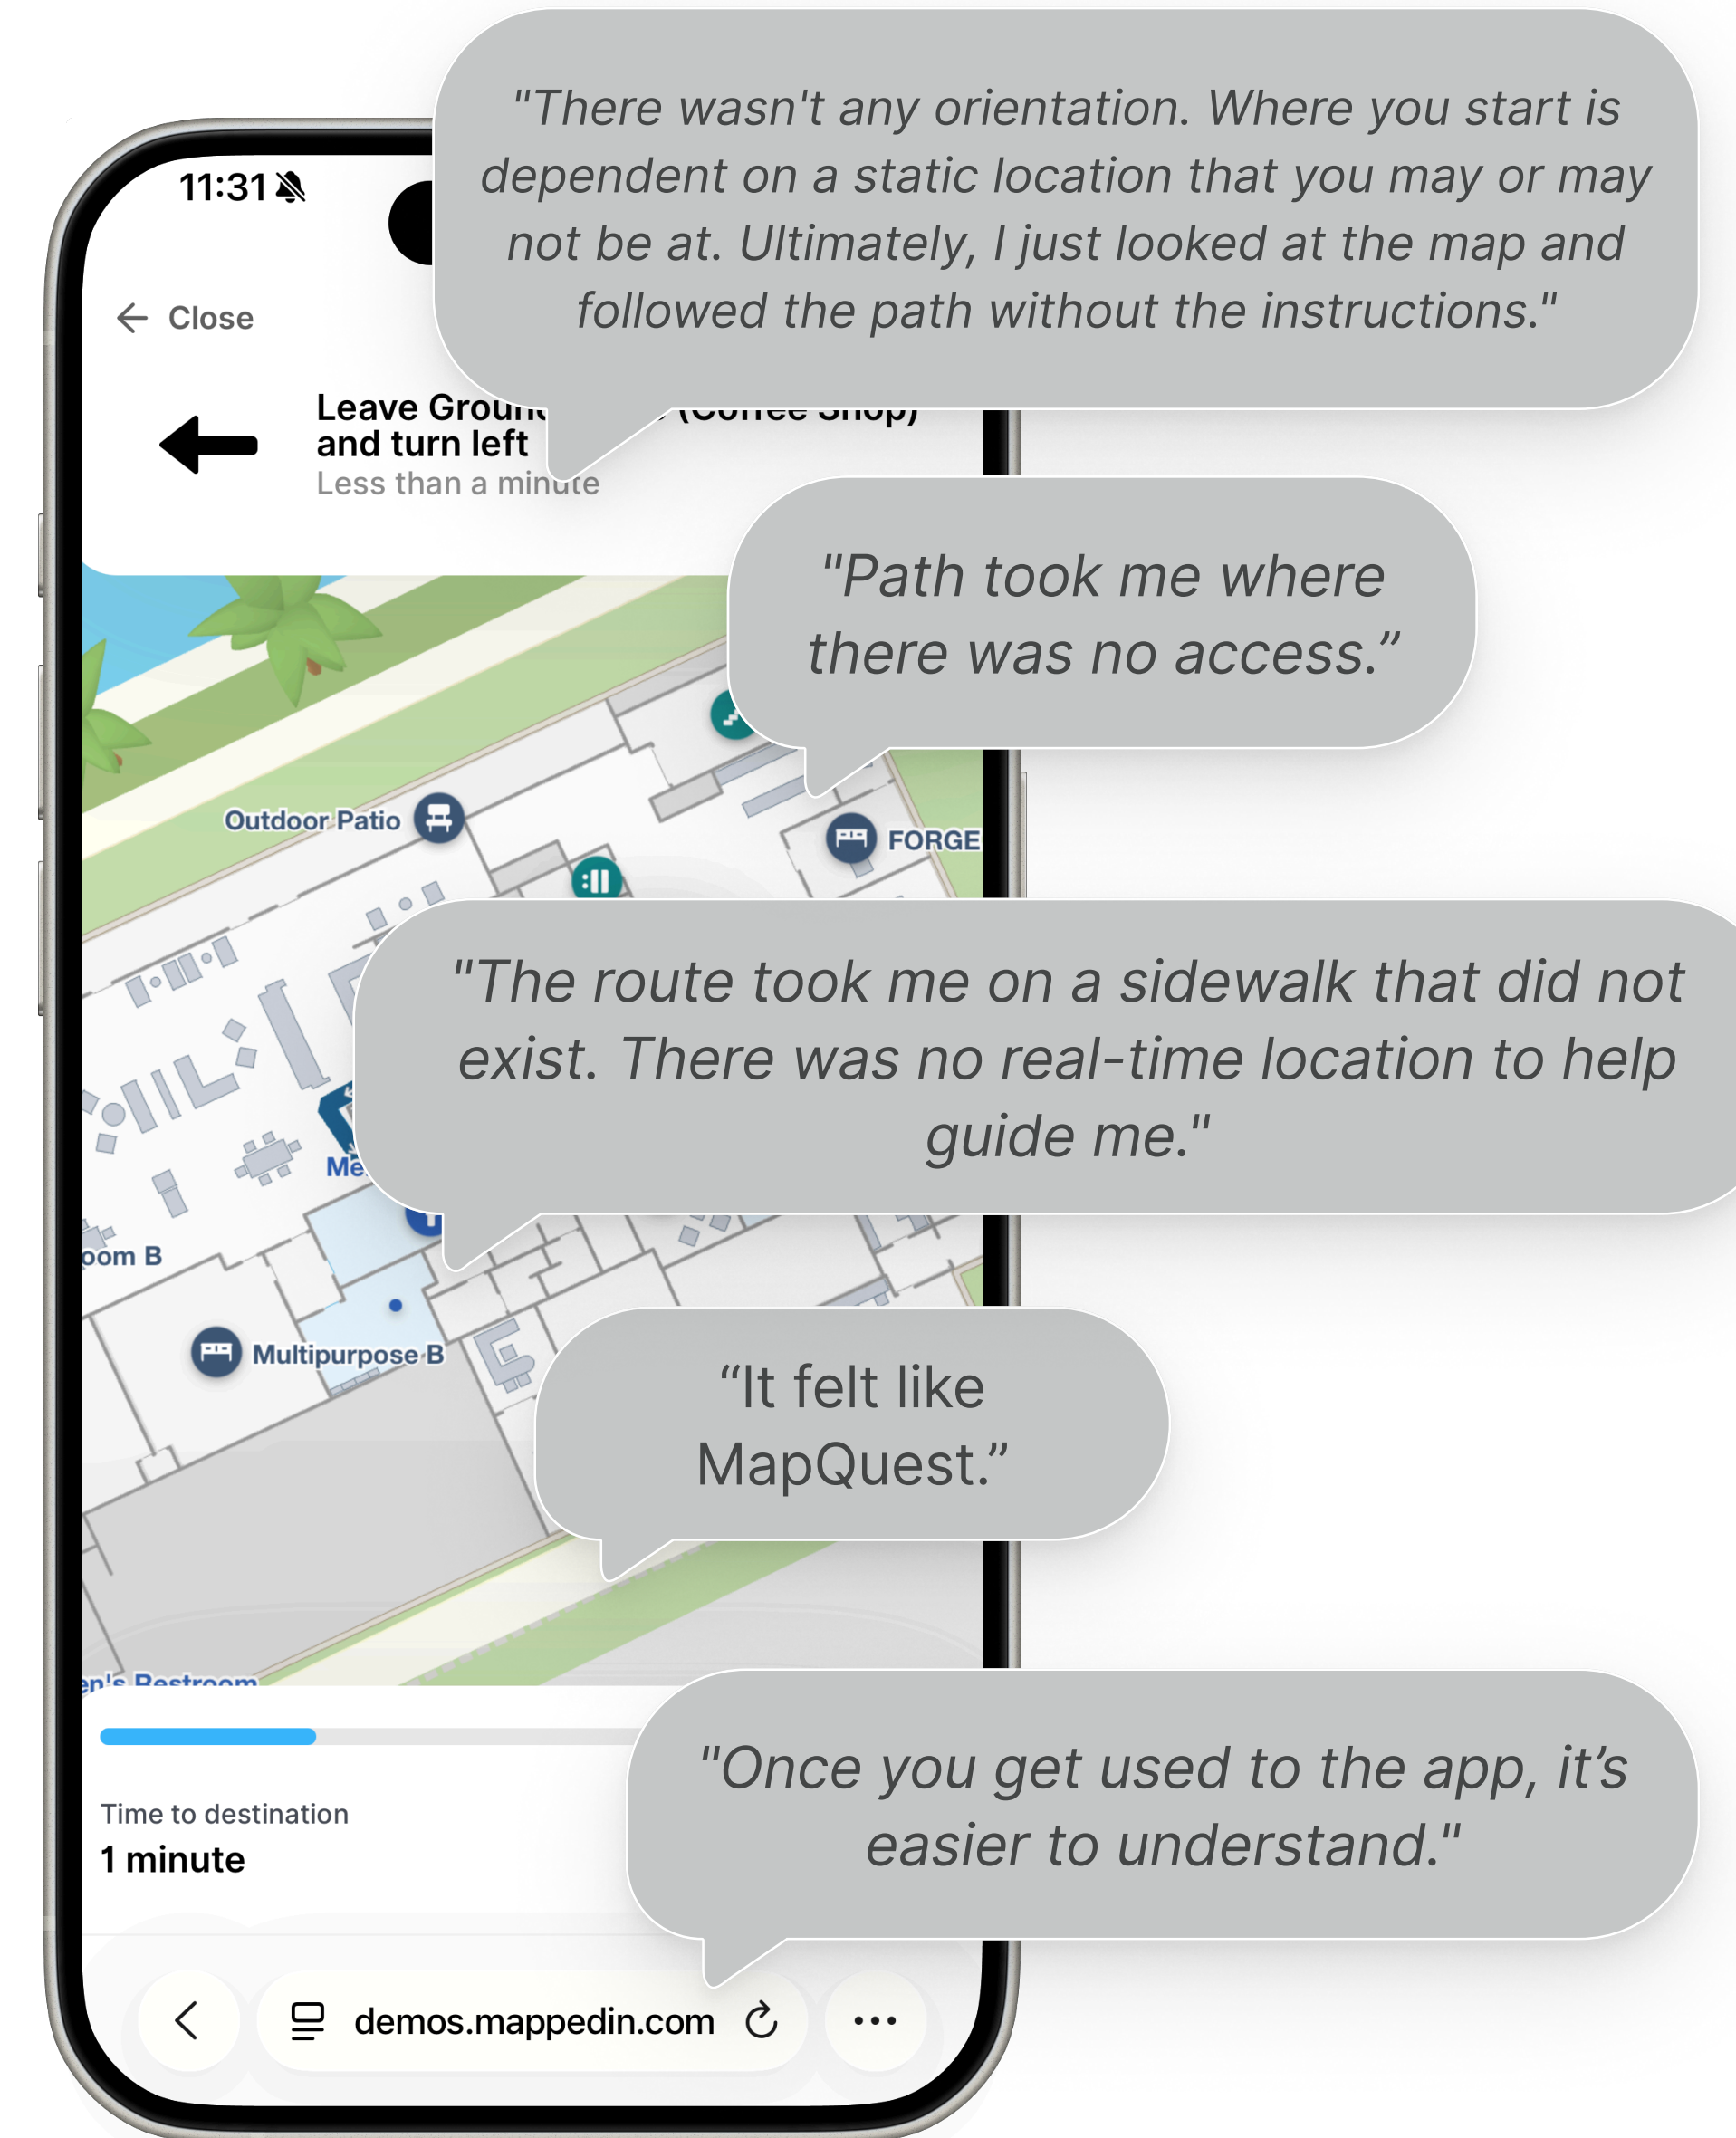 "There wasn't any orientation. Where you start is
dependent on a static location that you may or may
not be at. Ultimately, I just looked at the map and
followed the path without the instructions."
11:31
Close
Leave (Coffee Shop)
and turn left
Less than a minute
"Path took me where
there was no access.”
Outdoor Patio
FORGE
"The route took me on a sidewalk that did not
exist. There was no real-time location to help
guide me."
oom B
Multipurpose B
“It felt like
MapQuest.”
en's Restroom
"Once you get used to the app, it’s
easier to understand."
Time to destination
1 minute
demos.mappedin.com